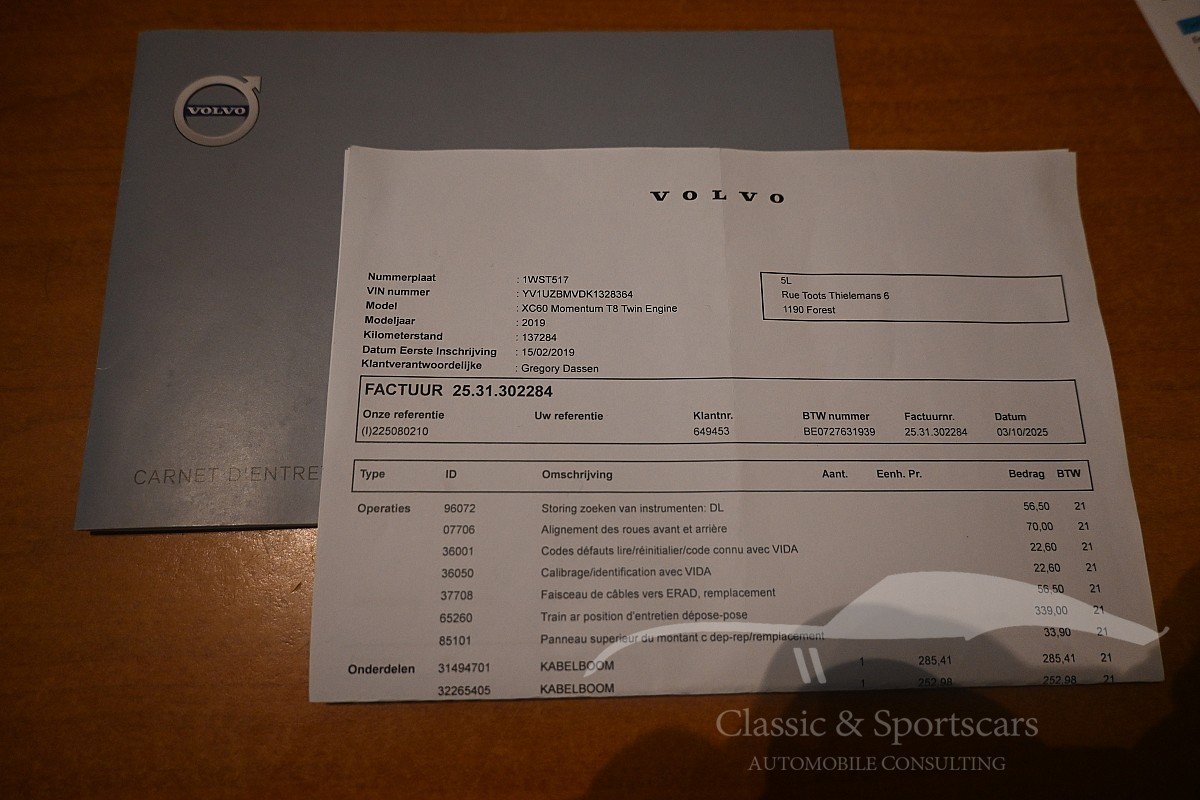 VOLVO
CARNET D'ENTRE
VOLVO
Nummerplaat : 1WST517
VIN nummer : YV1UZBMVDK1328364
Model : XC60 Momentum T8 Twin Engine
Modeljaar : 2019
Kilometerstand : 137284
Datum Eerste Inschrijving : 15/02/2019
Klantverantwoordelijke : Gregory Dassen
5L
Rue Toots Thielemans 6
1190 Forest
FACTUUR 25.31.302284
Onze referentie Uw referentie Klantnr. BTW nummer Factuurnr. Datum
(I)225080210 649453 BE0727631939 25.31.302284 03/10/2025
Type ID Omschrijving Aant. Eenh. Pr. Bedrag BTW
Operaties 96072 Storing zoeken van instrumenten: DL 56,50 21
07706 Alignement des roues avant et arrière 70,00 21
36001 Codes défauts lire/réinitialier/code connu avec VIDA 22,60 21
36050 Calibrage/identification avec VIDA 22,60 21
37708 Faisceau de câbles vers ERAD, remplacement 56,50 21
65260 Train ar position d'entretien dépose-pose 339,00 21
85101 Panneau superieur du montant c dep-rep/remplacement 33,90 21
Onderdelen 31494701 KABELBOOM 1 285,41 285,41 21
32265405 KABELBOOM 1 252,98 252,98 21
Classic & Sportscars
AUTOMOBILE CONSULTING